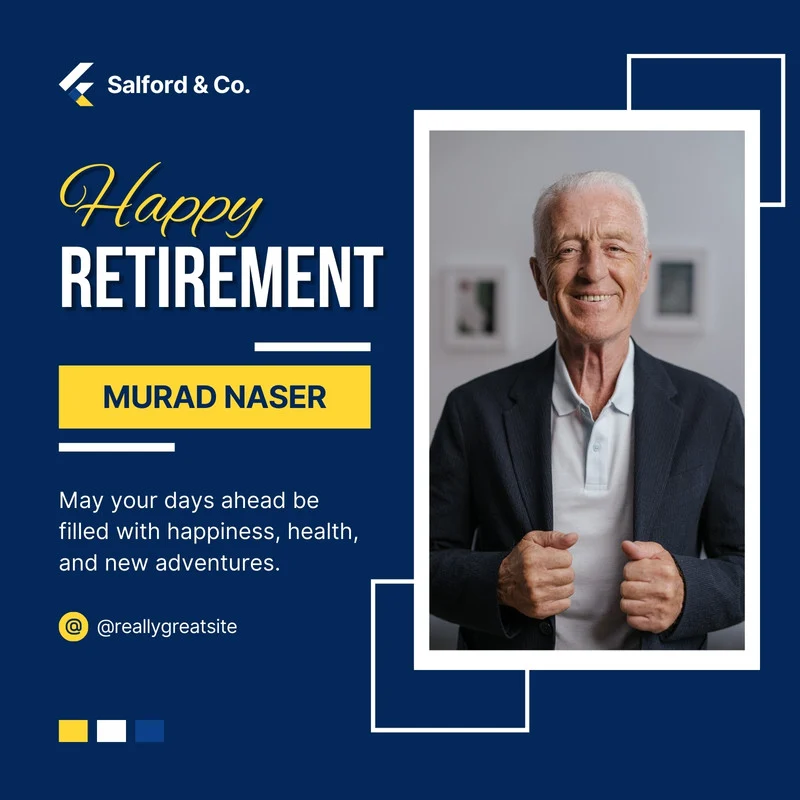 Salford & Co.
Happy
RETIREMENT
MURAD NASER
May your days ahead be
filled with happiness, health,
and new adventures.
@ @reallygreatsite